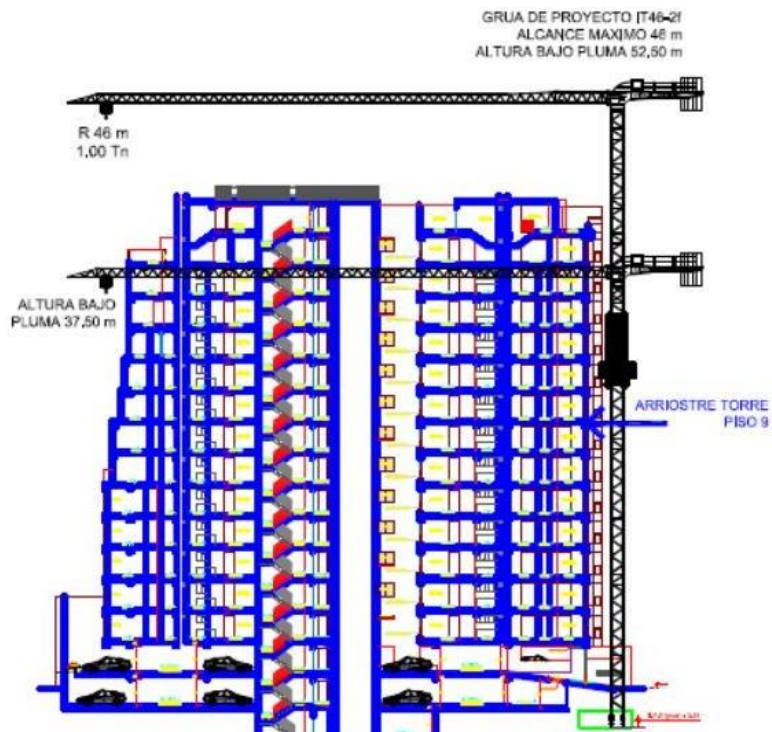 GRUA DE PROYECTO IT46-2f
ALCANCE MAXIMO 46 m
ALTURA BAJO PLUMA 52,50 m
R 46 m
1,00 Tn
ALTURA BAJO
PLUMA 37,50 m
ARRIOSTRE TORRE
PISO 9